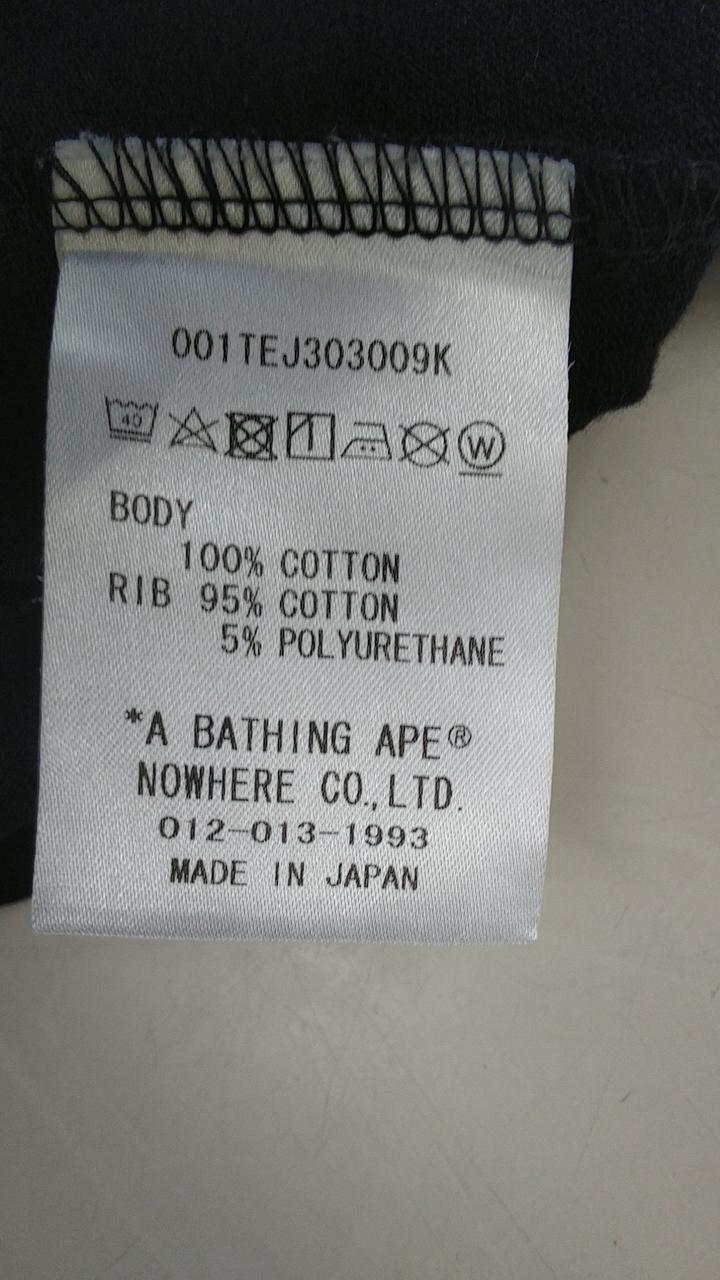 001TEJ303009K
40 W
BODY
100% COTTON
RIB 95% COTTON
5% POLYURETHANE
*A BATHING APE®
NOWHERE CO.,LTD.
012-013-1993
MADE IN JAPAN